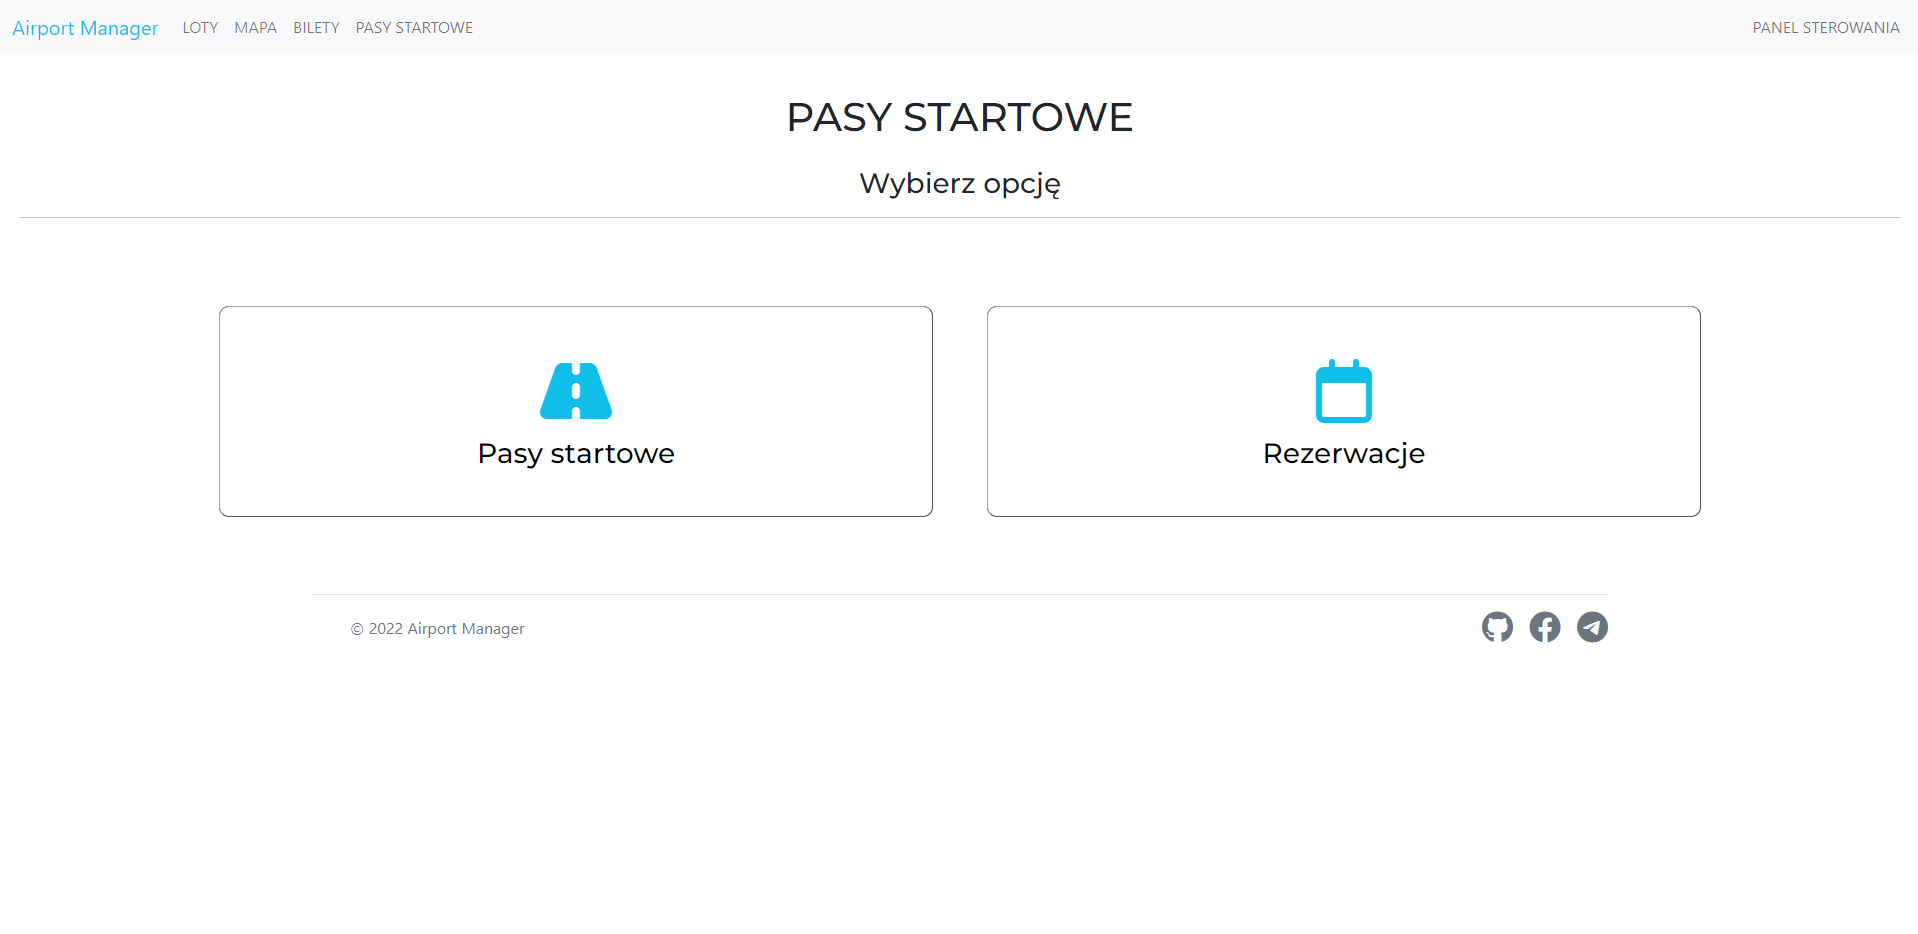 Airport Manager LOTY MAPA BILETY PASY STARTOWE PANEL STEROWANIA
PASY STARTOWE
Wybierz opcję
Pasy startowe
Rezerwacje
© 2022 Airport Manager